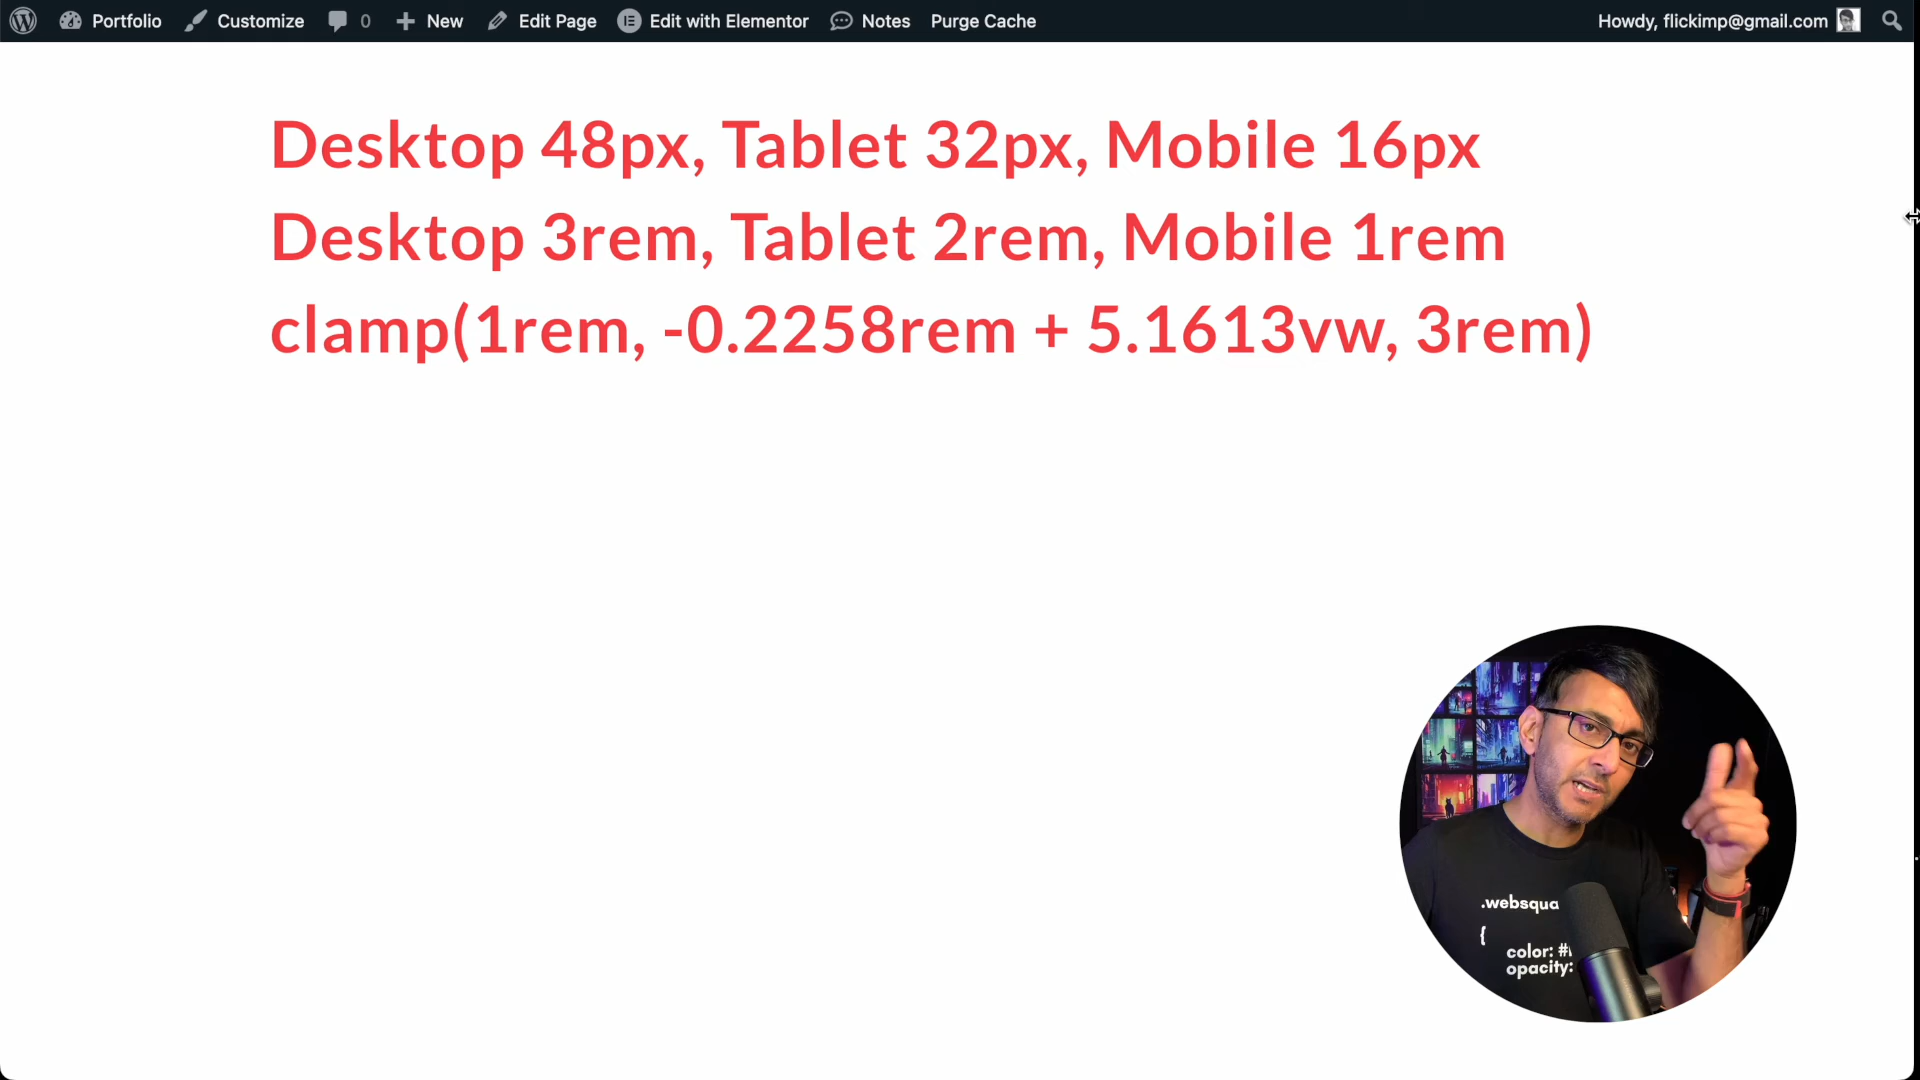 Portfolio Customize 0 New Edit Page Edit with Elementor Notes Purge Cache Howdy, flickimp@gmail.com
Desktop 48px, Tablet 32px, Mobile 16px
Desktop 3rem, Tablet 2rem, Mobile 1rem
clamp(1rem, -0.2258rem + 5.1613vw, 3rem)
.websqua
{
color: #
opacity: